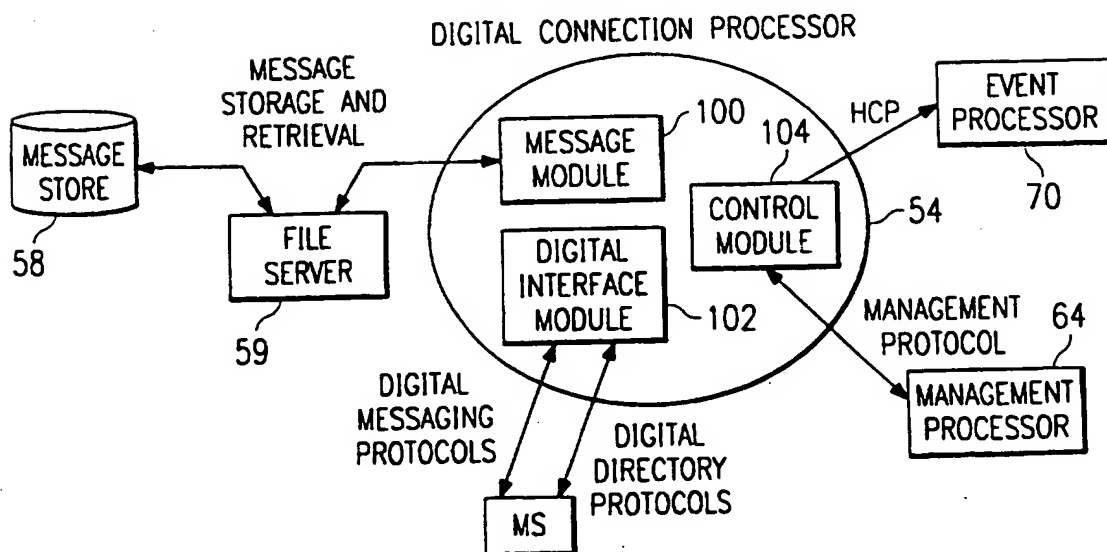 DIGITAL CONNECTION PROCESSOR
MESSAGE
STORAGE AND
RETRIEVAL
MESSAGE
STORE
58
FILE
SERVER
59
MESSAGE
MODULE
100
DIGITAL
INTERFACE
MODULE
102
104
CONTROL
MODULE
54
HCP
EVENT
PROCESSOR
70
MANAGEMENT
PROTOCOL
64
MANAGEMENT
PROCESSOR
DIGITAL
MESSAGING
PROTOCOLS
DIGITAL
DIRECTORY
PROTOCOLS
MS